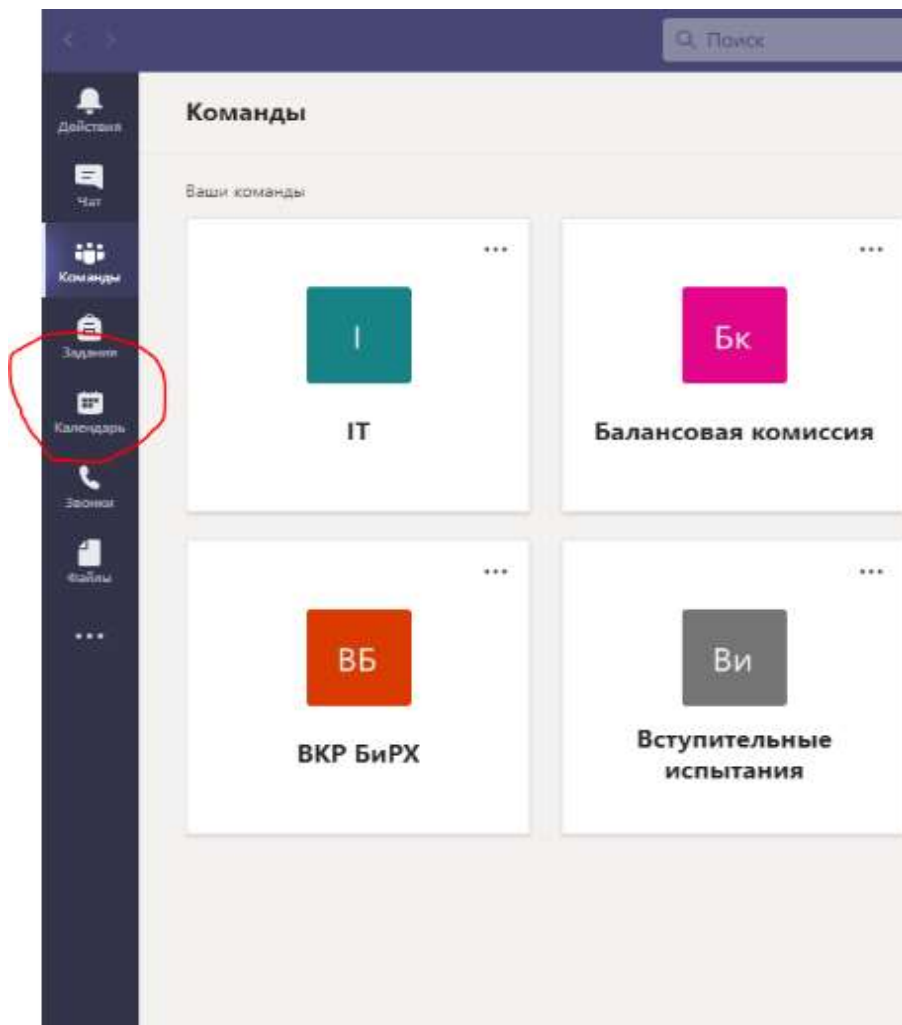 Поиск
Действия
Чат
Команды
Задания
Календарь
Звонки
Файлы
Команды
Ваши команды
I
IT
Бк
Балансовая комиссия
ВБ
ВКР БиРХ
Ви
Вступительные
испытания